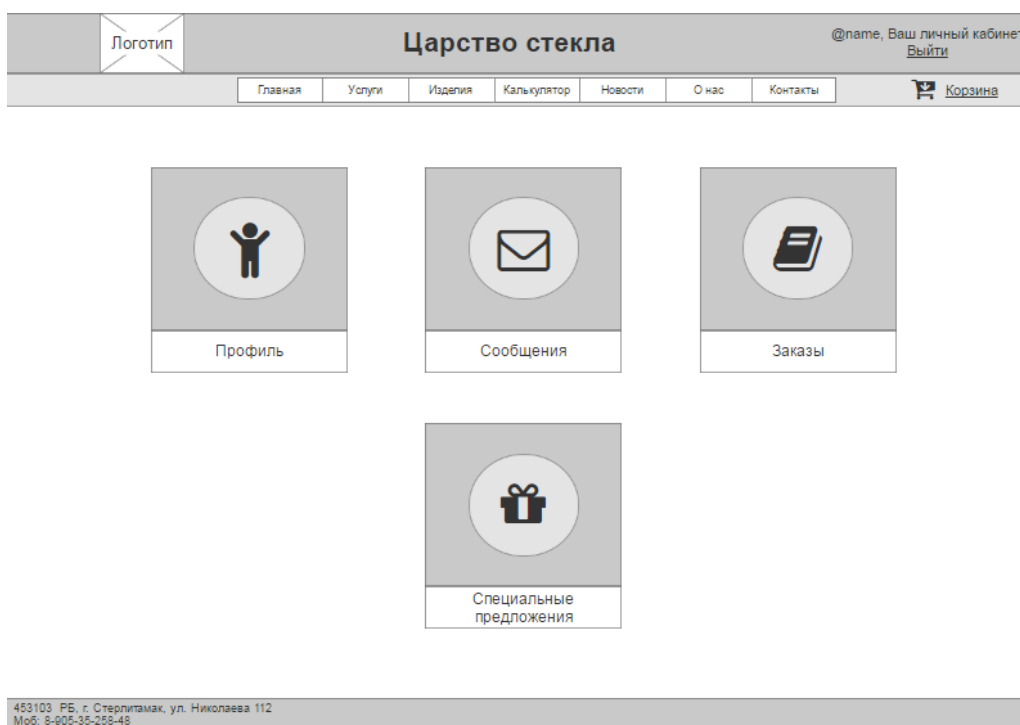 Логотип
Царство стекла
@name, Ваш личный кабинет
Выйти
Главная Услуги Изделия Калькулятор Новости О нас Контакты
Корзина
Профиль Сообщения Заказы
Специальные
предложения
453103 РБ, г. Стерлитамак, ул. Николаева 112
Моб: 8-905-35-258-48